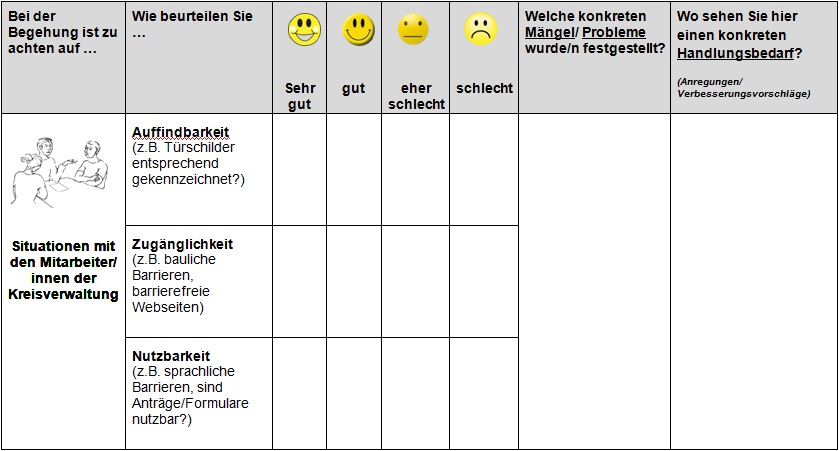 Bei der
Begehung ist zu
achten auf …
Wie beurteilen Sie
…
Sehr
gut
gut
eher
schlecht
schlecht
Welche konkreten
Mängel/ Probleme
wurde/n festgestellt?
Wo sehen Sie hier
einen konkreten
Handlungsbedarf?
(Anregungen/
Verbesserungsvorschläge)
Situationen mit
den Mitarbeiter/
innen der
Kreisverwaltung
Auffindbarkeit
(z.B. Türschilder
entsprechend
gekennzeichnet?)
Zugänglichkeit
(z.B. bauliche
Barrieren,
barrierefreie
Webseiten)
Nutzbarkeit
(z.B. sprachliche
Barrieren, sind
Anträge/Formulare
nutzbar?)